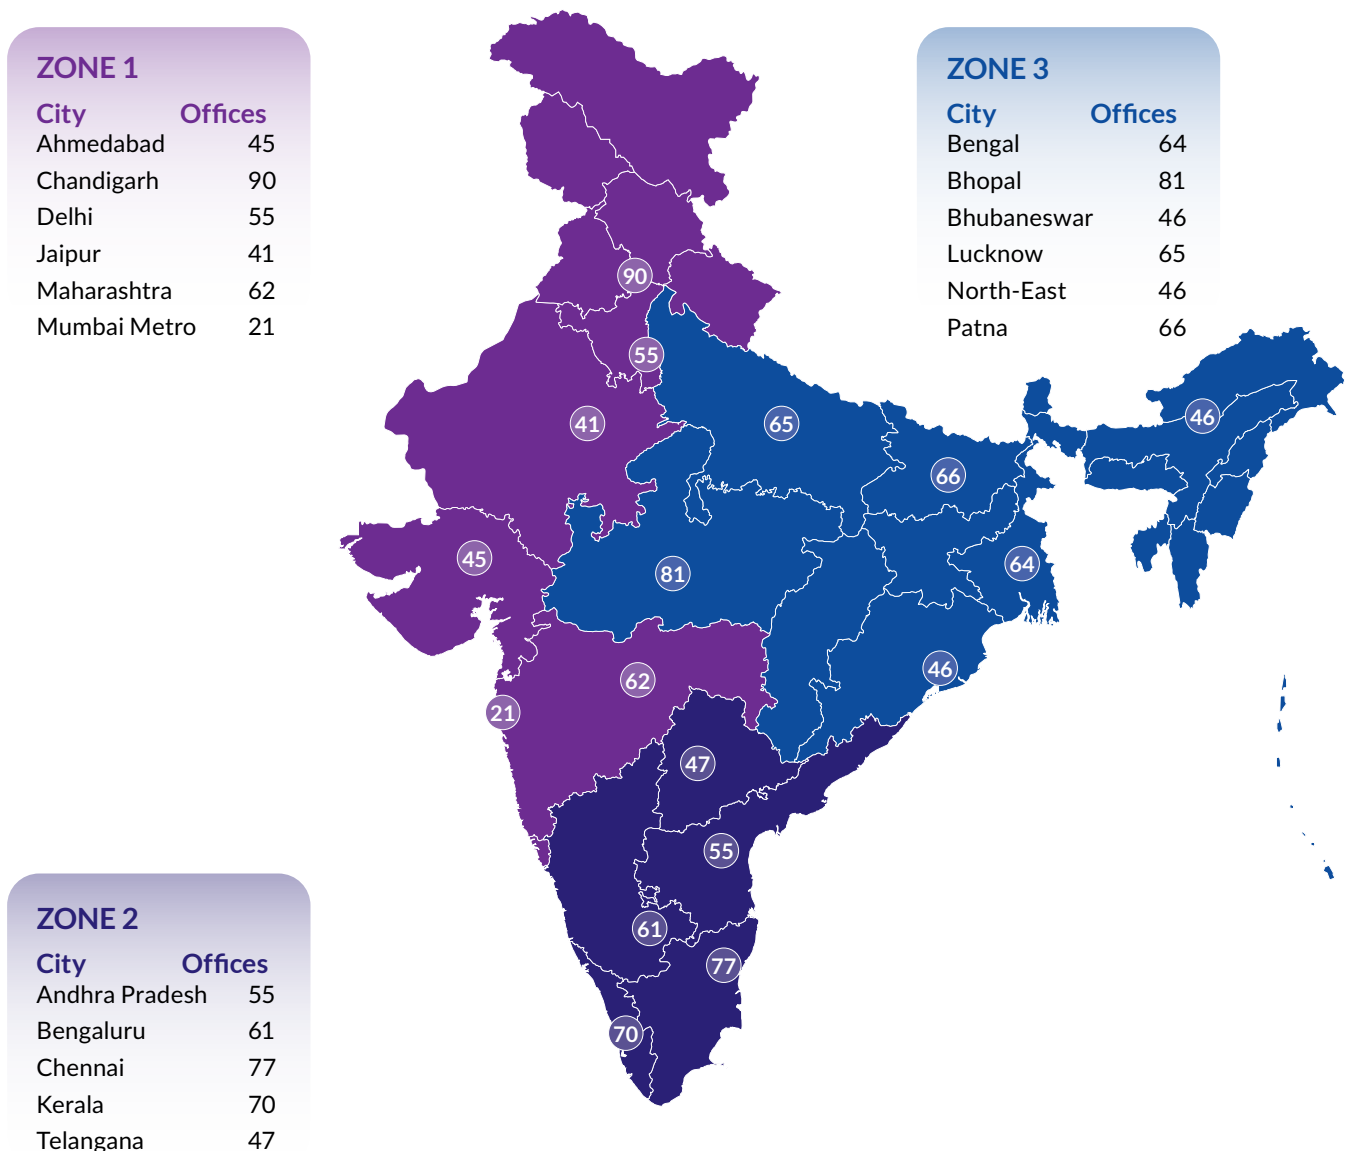 ZONE 1
City Offices
Ahmedabad 45
Chandigarh 90
Delhi 55
Jaipur 41
Maharashtra 62
Mumbai Metro 21
ZONE 3
City Offices
Bengal 64
Bhopal 81
Bhubaneswar 46
Lucknow 65
North-East 46
Patna 66
90
55
41
65
46
66
45
81
64
62
46
21
47
55
61
77
70
ZONE 2
City Offices
Andhra Pradesh 55
Bengaluru 61
Chennai 77
Kerala 70
Telangana 47